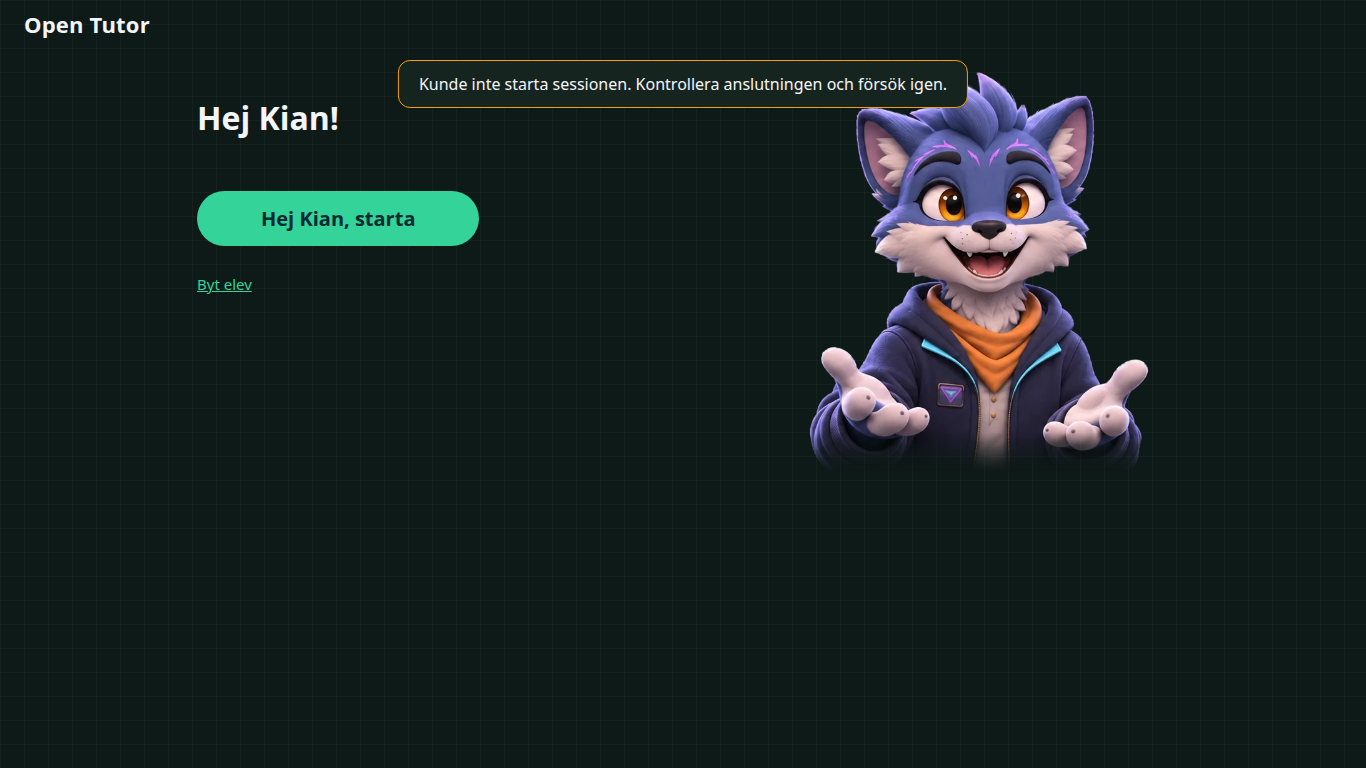 Open Tutor
Kunde inte starta sessionen. Kontrollera anslutningen och försök igen.
Hej Kian!
Hej Kian, starta
Byt elev